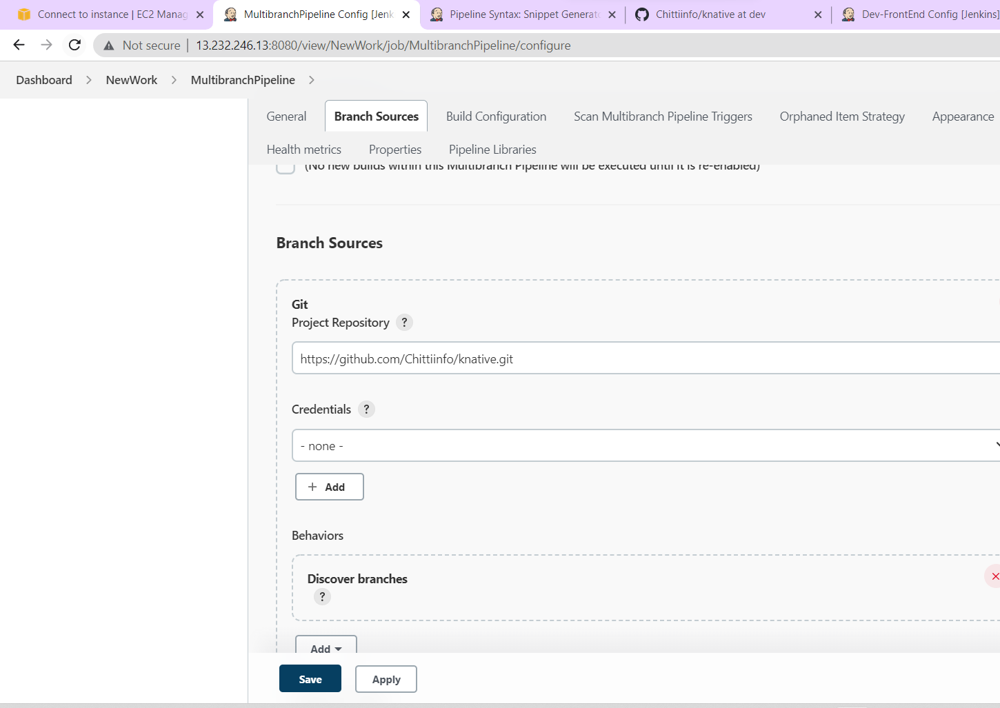 Connect to instance | EC2 Manag
MultibranchPipeline Config [Jenk
Pipeline Syntax: Snippet Generato
Chittiinfo/knative at dev
Dev-FrontEnd Config [Jenkins]
Not secure | 13.232.246.13:8080/view/NewWork/job/MultibranchPipeline/configure
Dashboard > NewWork > MultibranchPipeline >
General Branch Sources Build Configuration Scan Multibranch Pipeline Triggers Orphaned Item Strategy Appearance
Health metrics Properties Pipeline Libraries
(No new builds within this Multibranch Pipeline will be executed until it is re-enabled)
Branch Sources
Git
Project Repository ?
https://github.com/Chittiinfo/knative.git
Credentials ?
- none -
+ Add
Behaviors
Discover branches
?
Add
Save Apply